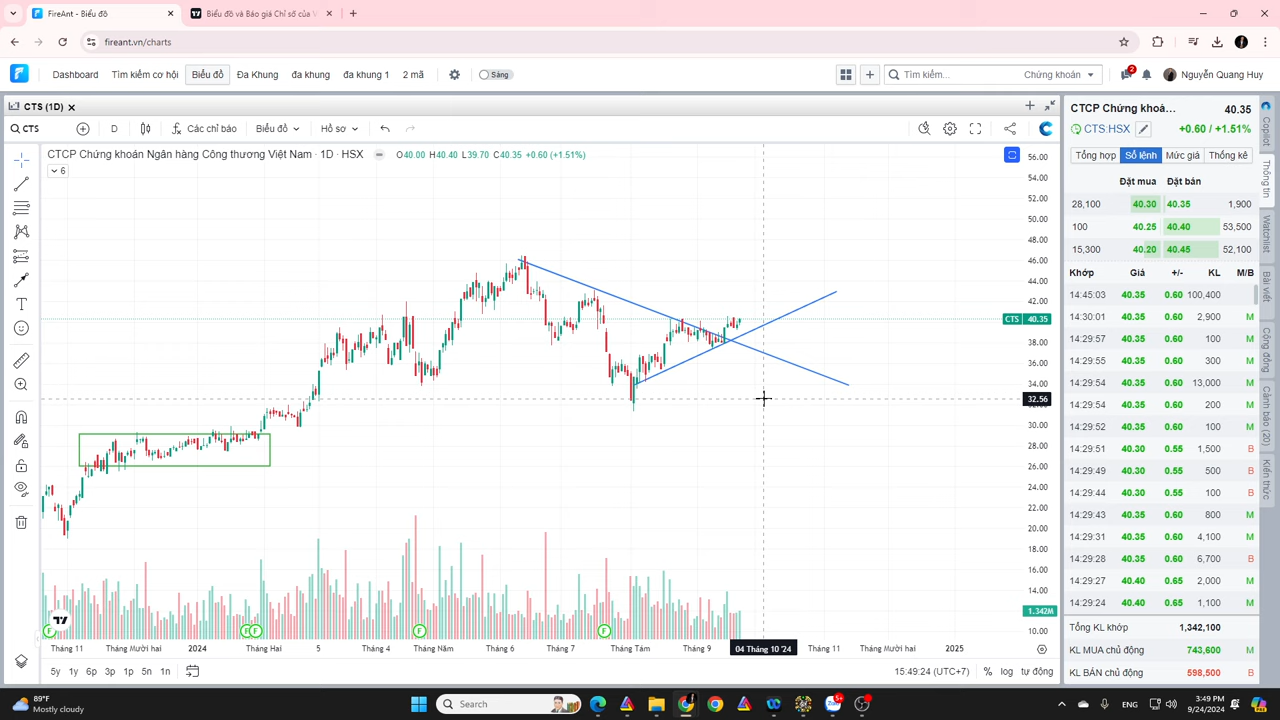 FireAnt - Biểu đồ
Biểu đồ và Báo giá Chỉ số của V
fireant.vn/charts
Dashboard
Tìm kiếm cơ hội
Biểu đồ
Đa Khung
đa khung
đa khung 1
2 mã
Sáng
Tìm kiếm...
Chứng khoán
2
Nguyễn Quang Huy
CTS (1D)
CTS
D
Các chỉ báo
Biểu đồ
Hồ sơ
CTCP Chứng khoán Ngân hàng Công thương Việt Nam · 1D · HSX
O40.00 H40.40 L39.70 C40.35 +0.60 (+1.51%)
6
56.00
54.00
52.00
50.00
48.00
46.00
44.00
42.00
CTS 40.35
38.00
36.00
34.00
32.56
30.00
28.00
26.00
24.00
22.00
20.00
18.00
16.00
14.00
1.342M
10.00
F
F
F
F
Tháng 11
Tháng Mười hai
2024
Tháng Hai
5
Tháng 4
Tháng Năm
Tháng 6
Tháng 7
Tháng Tám
Tháng 9
04 Tháng 10 '24
Tháng 11
Tháng Mười hai
2025
5y 1y 6p 3p 1p 5n 1n
15:49:24 (UTC+7)
% log tự động
CTCP Chứng khoá...
40.35
CTS:HSX
+0.60 / +1.51%
Tổng hợp Sổ lệnh Mức giá Thống kê
Đặt mua Đặt bán
28,100 40.30 40.35 1,900
100 40.25 40.40 53,500
15,300 40.20 40.45 52,100
Khớp Giá +/- KL M/B
14:45:03 40.35 0.60 100,400
14:30:01 40.35 0.60 2,900 M
14:29:57 40.35 0.60 100 M
14:29:55 40.35 0.60 300 M
14:29:54 40.35 0.60 13,000 M
14:29:54 40.35 0.60 200 M
14:29:52 40.35 0.60 100 M
14:29:51 40.30 0.55 1,500 B
14:29:49 40.30 0.55 500 B
14:29:44 40.30 0.55 100 B
14:29:43 40.35 0.60 800 M
14:29:31 40.35 0.60 4,100 M
14:29:28 40.35 0.60 6,700 B
14:29:27 40.40 0.65 2,000 M
14:29:24 40.40 0.65 1,100 M
Tổng KL khớp 1,342,100
KL MUA chủ động 743,600 M
KL BÁN chủ động 598,500 B
Copilot
Thông tin
Watchlist
Bài viết
Cộng đồng
Cảm báo (20)
Kiến thức
89°F
Mostly cloudy
Search
5+
ENG
3:49 PM
9/24/2024